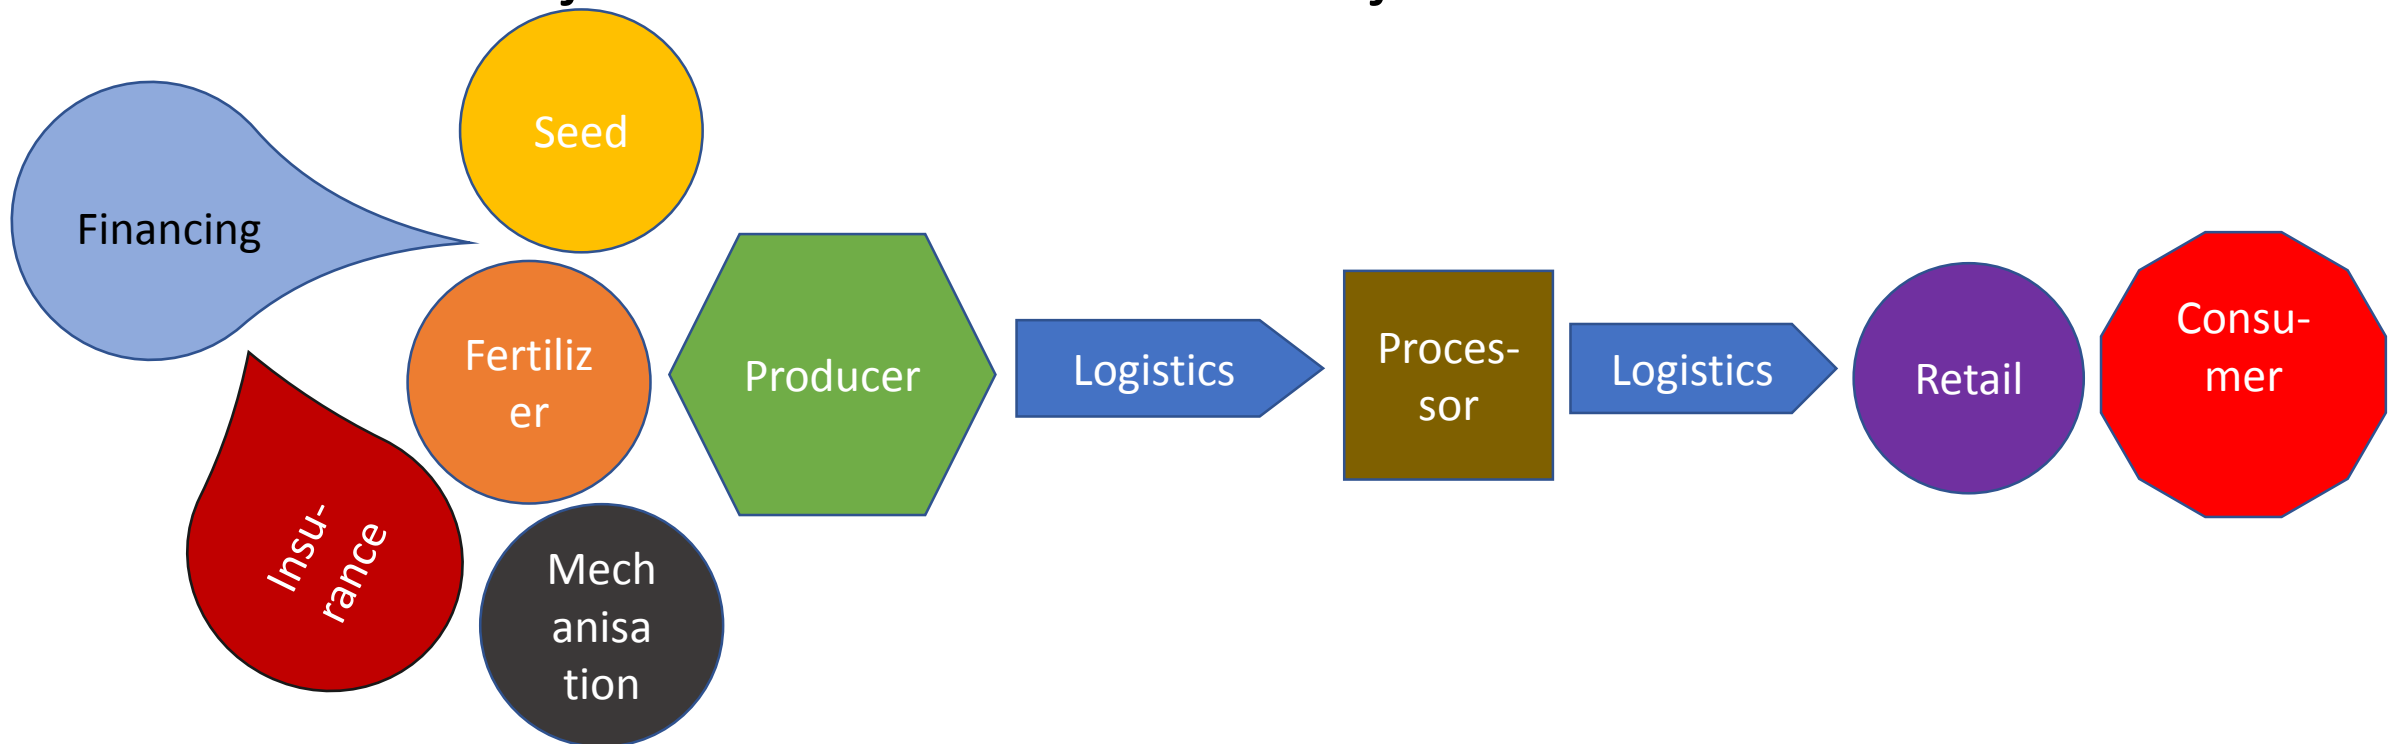 Seed
Financing
Fertiliz
er
Producer
Logistics
Proces-
sor
Logistics
Retail
Consu-
mer
Insu-
rance
Mech
anisa
tion